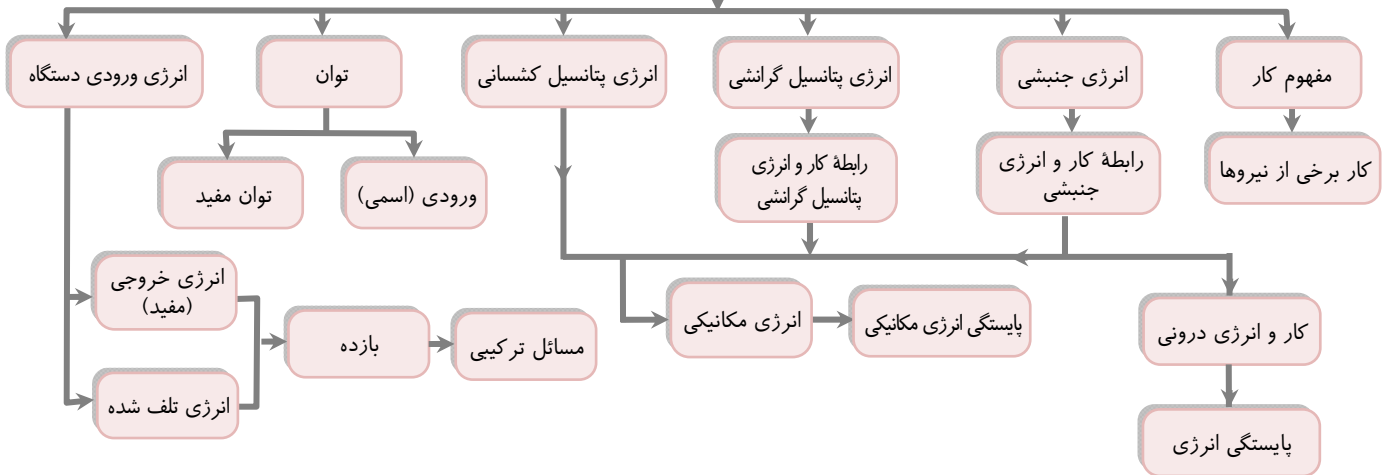 مفهوم کار
انرژی جنبشی
انرژی پتانسیل گرانشی
انرژی پتانسیل کشسانی
توان
انرژی ورودی دستگاه
کار برخی از نیروها
رابطهٔ کار و انرژی
جنبشی
رابطهٔ کار و انرژی
پتانسیل گرانشی
ورودی (اسمی)
توان مفید
انرژی خروجی
(مفید)
کار و انرژی درونی
پایستگی انرژی مکانیکی
انرژی مکانیکی
مسائل ترکیبی
بازده
انرژی تلف شده
پایستگی انرژی